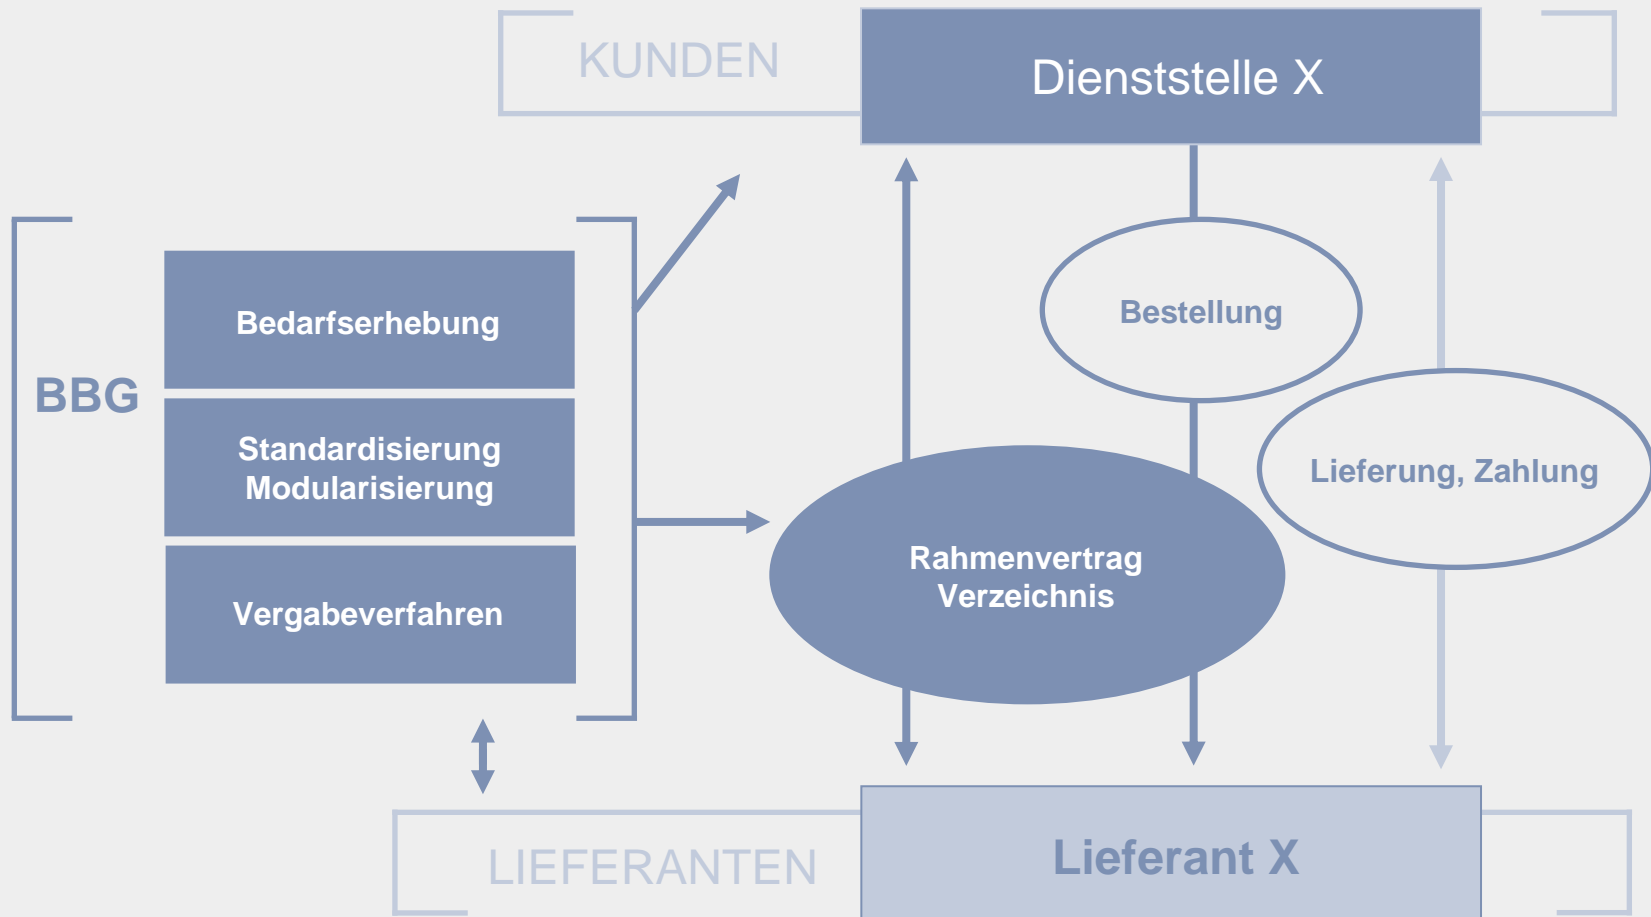 KUNDEN
Dienststelle X
BBG
Bedarfserhebung
Standardisierung
Modularisierung
Vergabeverfahren
Bestellung
Lieferung, Zahlung
Rahmenvertrag
Verzeichnis
LIEFERANTEN
Lieferant X